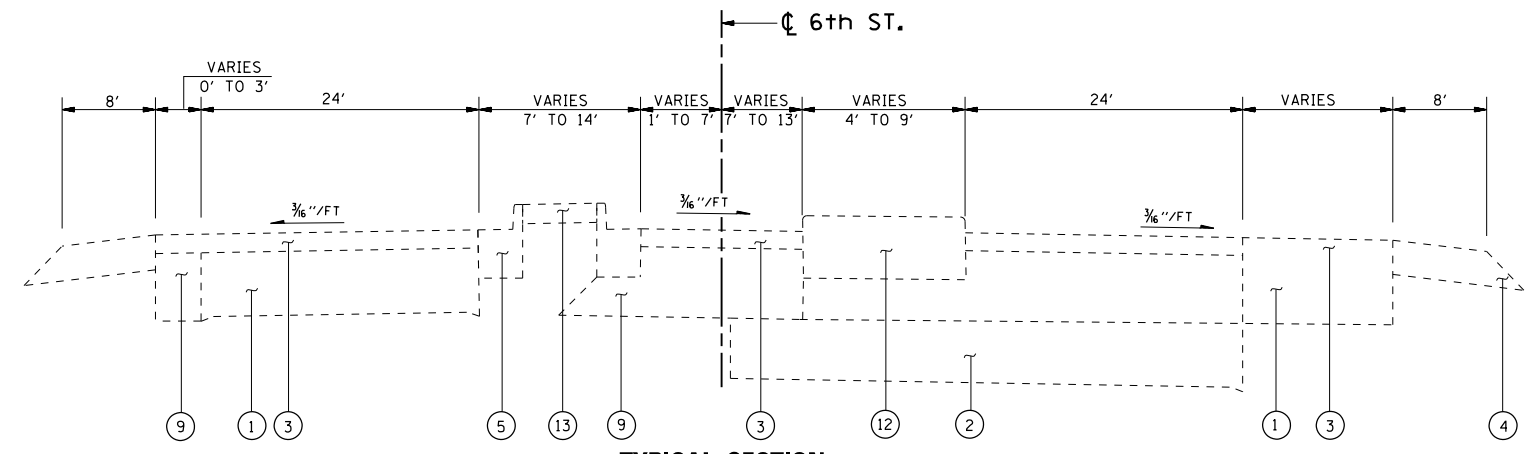 ℄ 6th ST.
VARIES
0' TO 3'
8'
24'
VARIES
7' TO 14'
VARIES
1' TO 7'
VARIES
7' TO 13'
VARIES
4' TO 9'
24'
VARIES
8'
3/16"/FT
3/16"/FT
3/16"/FT
9
1
3
5
13
9
3
12
2
1
3
4
TYPICAL SECTION